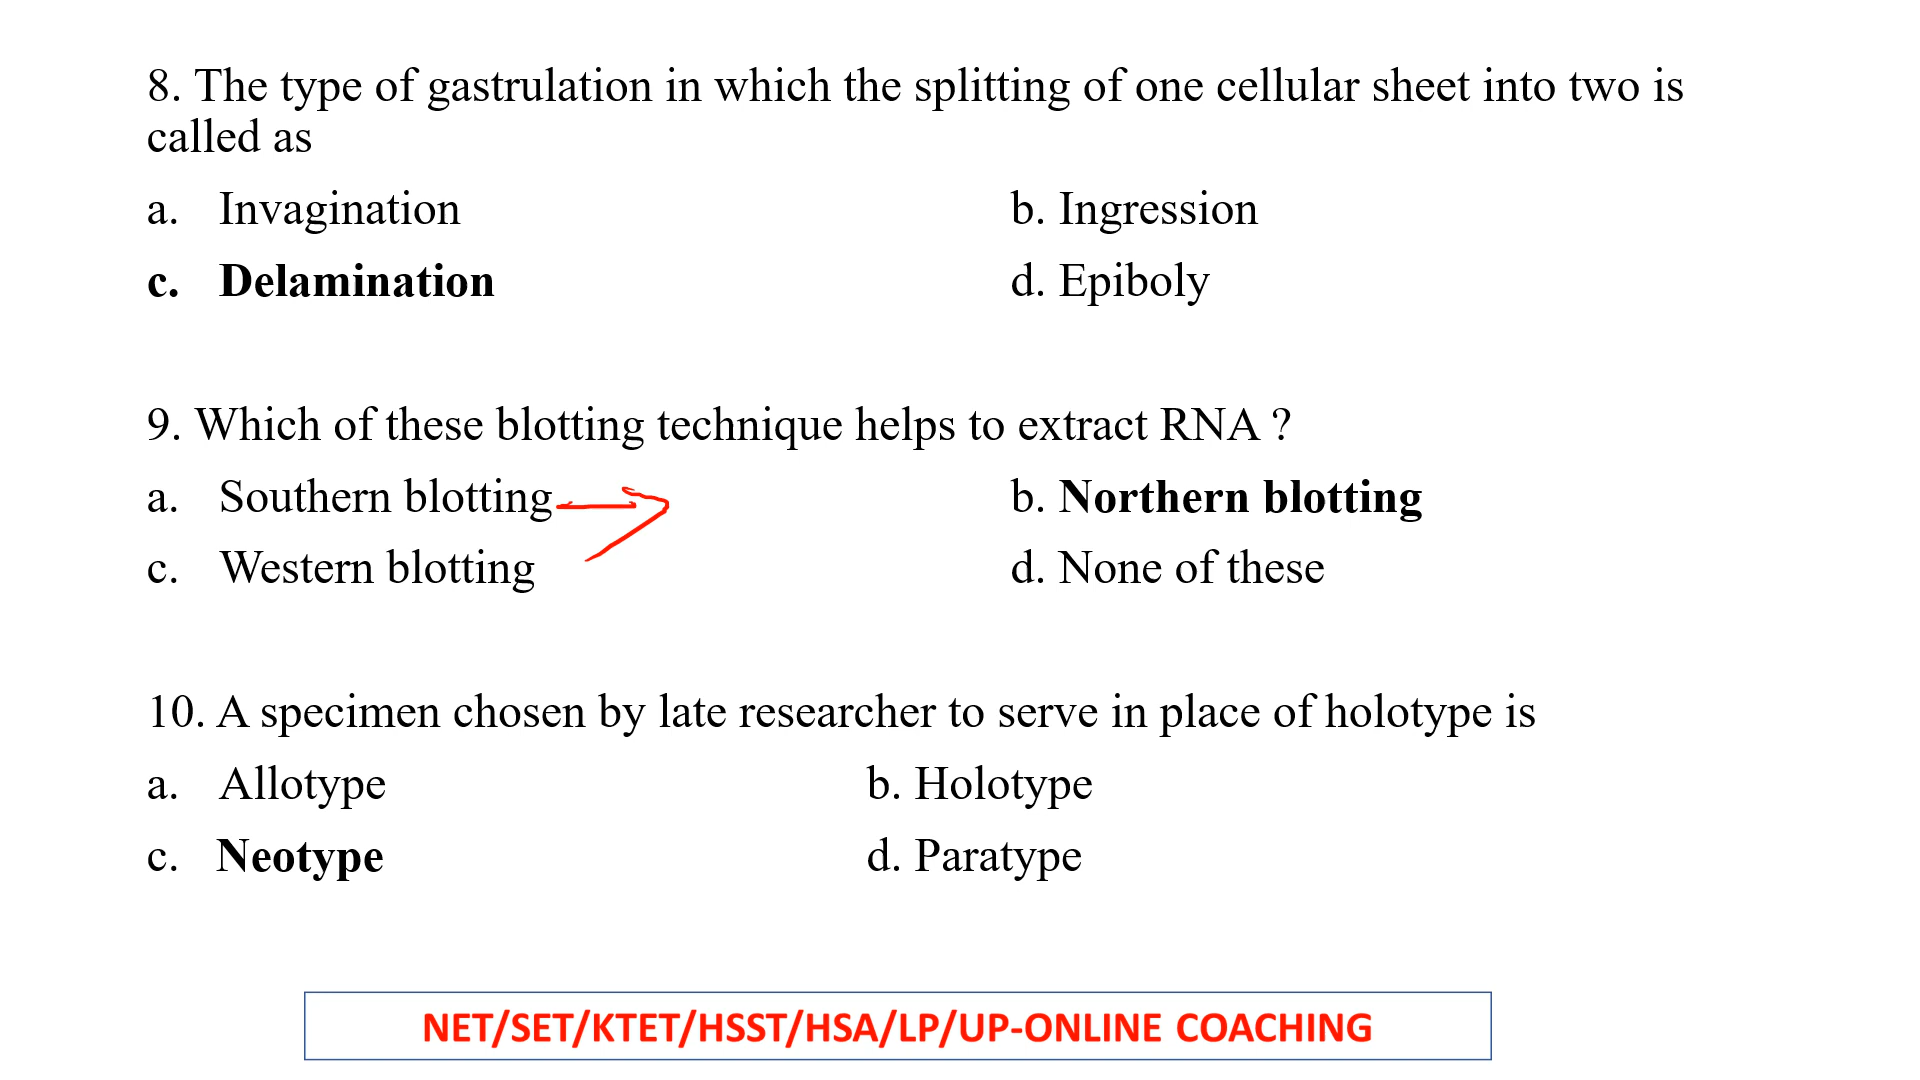 8. The type of gastrulation in which the splitting of one cellular sheet into two is
called as
a. Invagination b. Ingression
c. Delamination d. Epiboly
9. Which of these blotting technique helps to extract RNA ?
a. Southern blotting b. Northern blotting
c. Western blotting d. None of these
10. A specimen chosen by late researcher to serve in place of holotype is
a. Allotype b. Holotype
c. Neotype d. Paratype
NET/SET/KTET/HSST/HSA/LP/UP-ONLINE COACHING